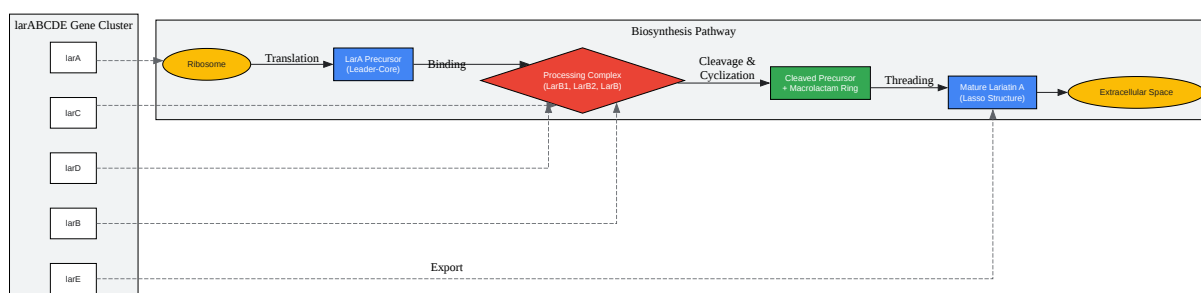 larABCDE Gene Cluster
larA
larC
larD
larB
larE
Biosynthesis Pathway
Ribosome
Translation
LarA Precursor
(Leader-Core)
Binding
Processing Complex
(LarB1, LarB2, LarB)
Cleavage &
Cyclization
Cleaved Precursor
+ Macrolactam Ring
Threading
Mature Lariatin A
(Lasso Structure)
Extracellular Space
Export